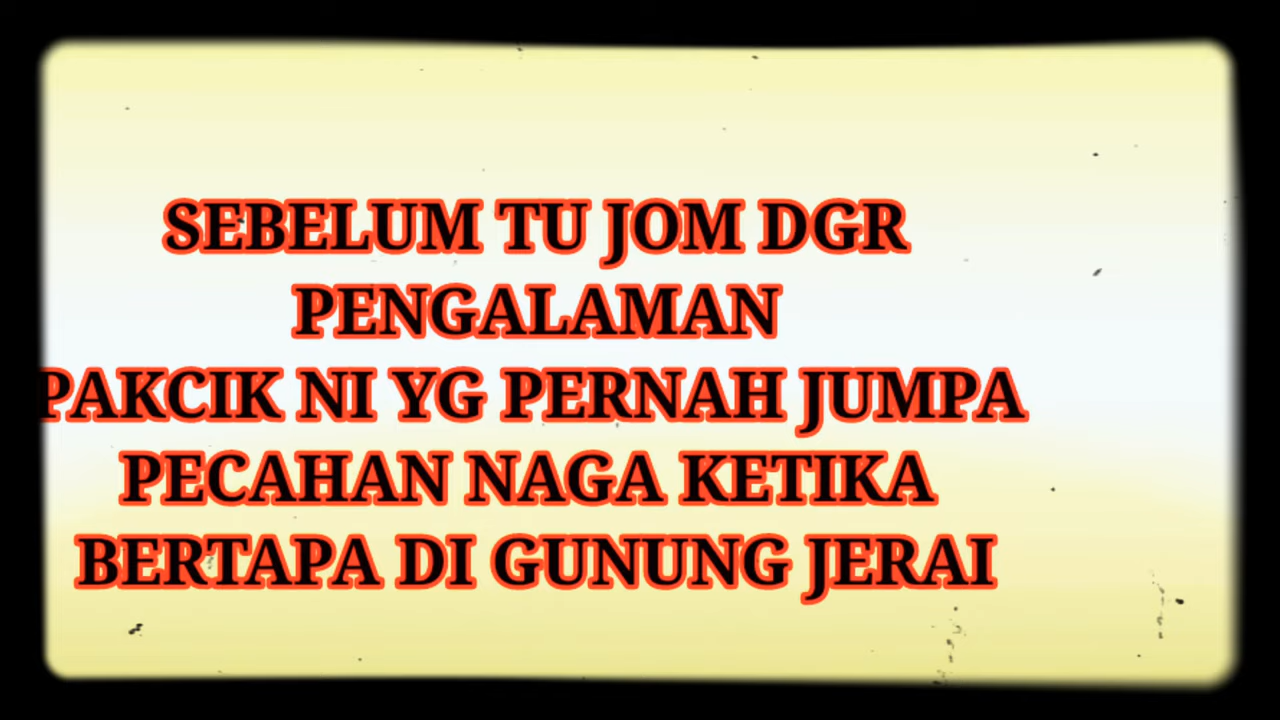 SEBELUM TU JOM DGR
PENGALAMAN
PAKCIK NI YG PERNAH JUMPA
PECAHAN NAGA KETIKA
BERTAPA DI GUNUNG JERAI